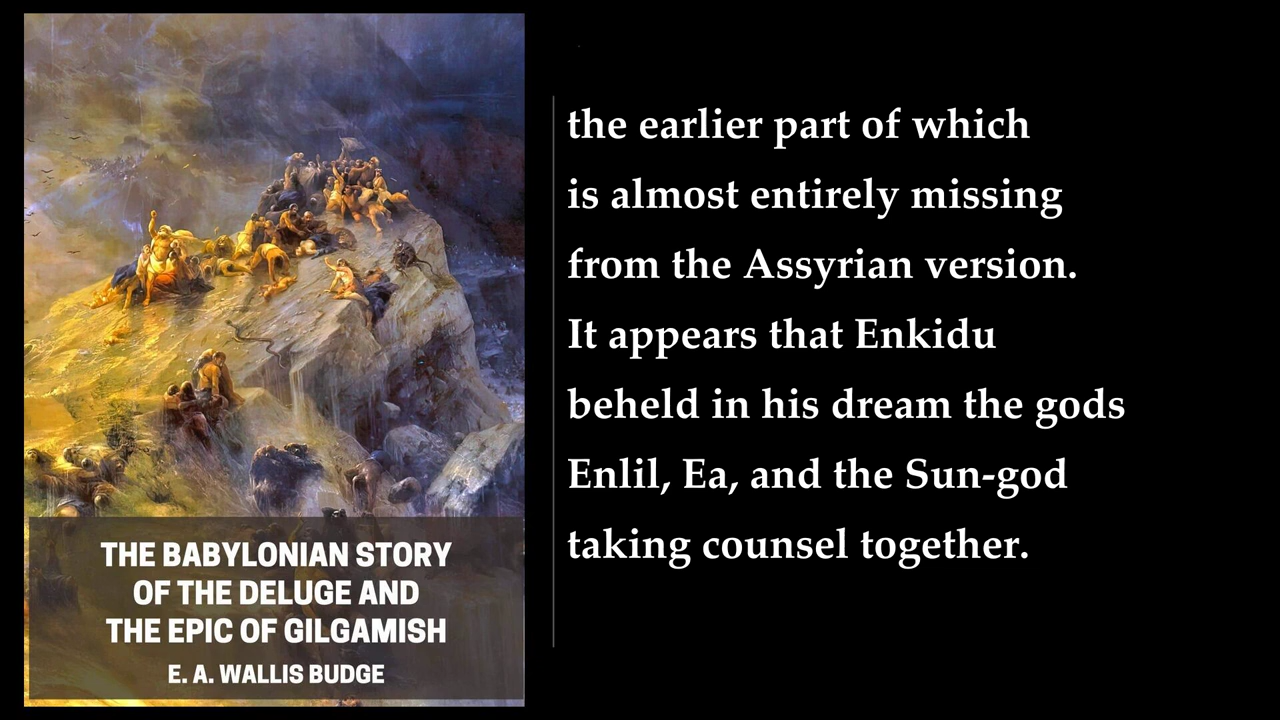 the earlier part of which
is almost entirely missing
from the Assyrian version.
It appears that Enkidu
beheld in his dream the gods
Enlil, Ea, and the Sun-god
taking counsel together.
THE BABYLONIAN STORY
OF THE DELUGE AND
THE EPIC OF GILGAMISH
E. A. WALLIS BUDGE